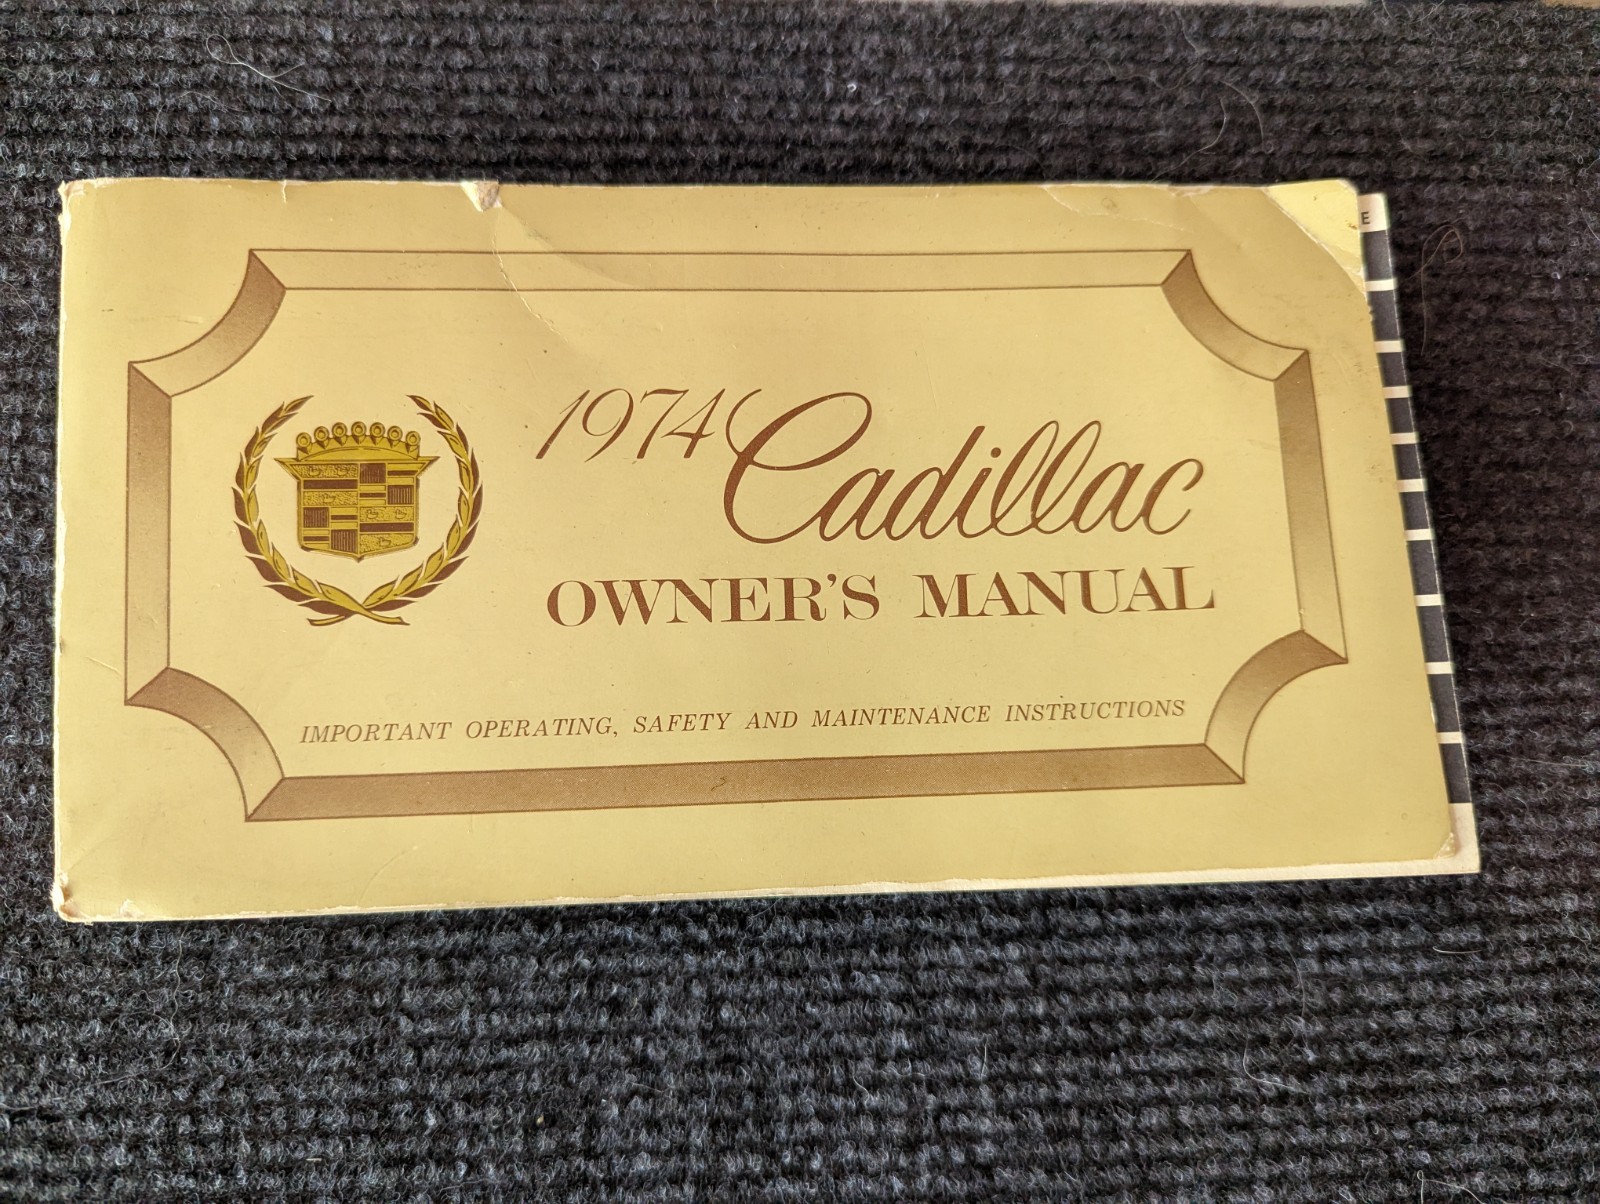 1974 Cadillac
OWNER'S MANUAL
IMPORTANT OPERATING, SAFETY AND MAINTENANCE INSTRUCTIONS
E